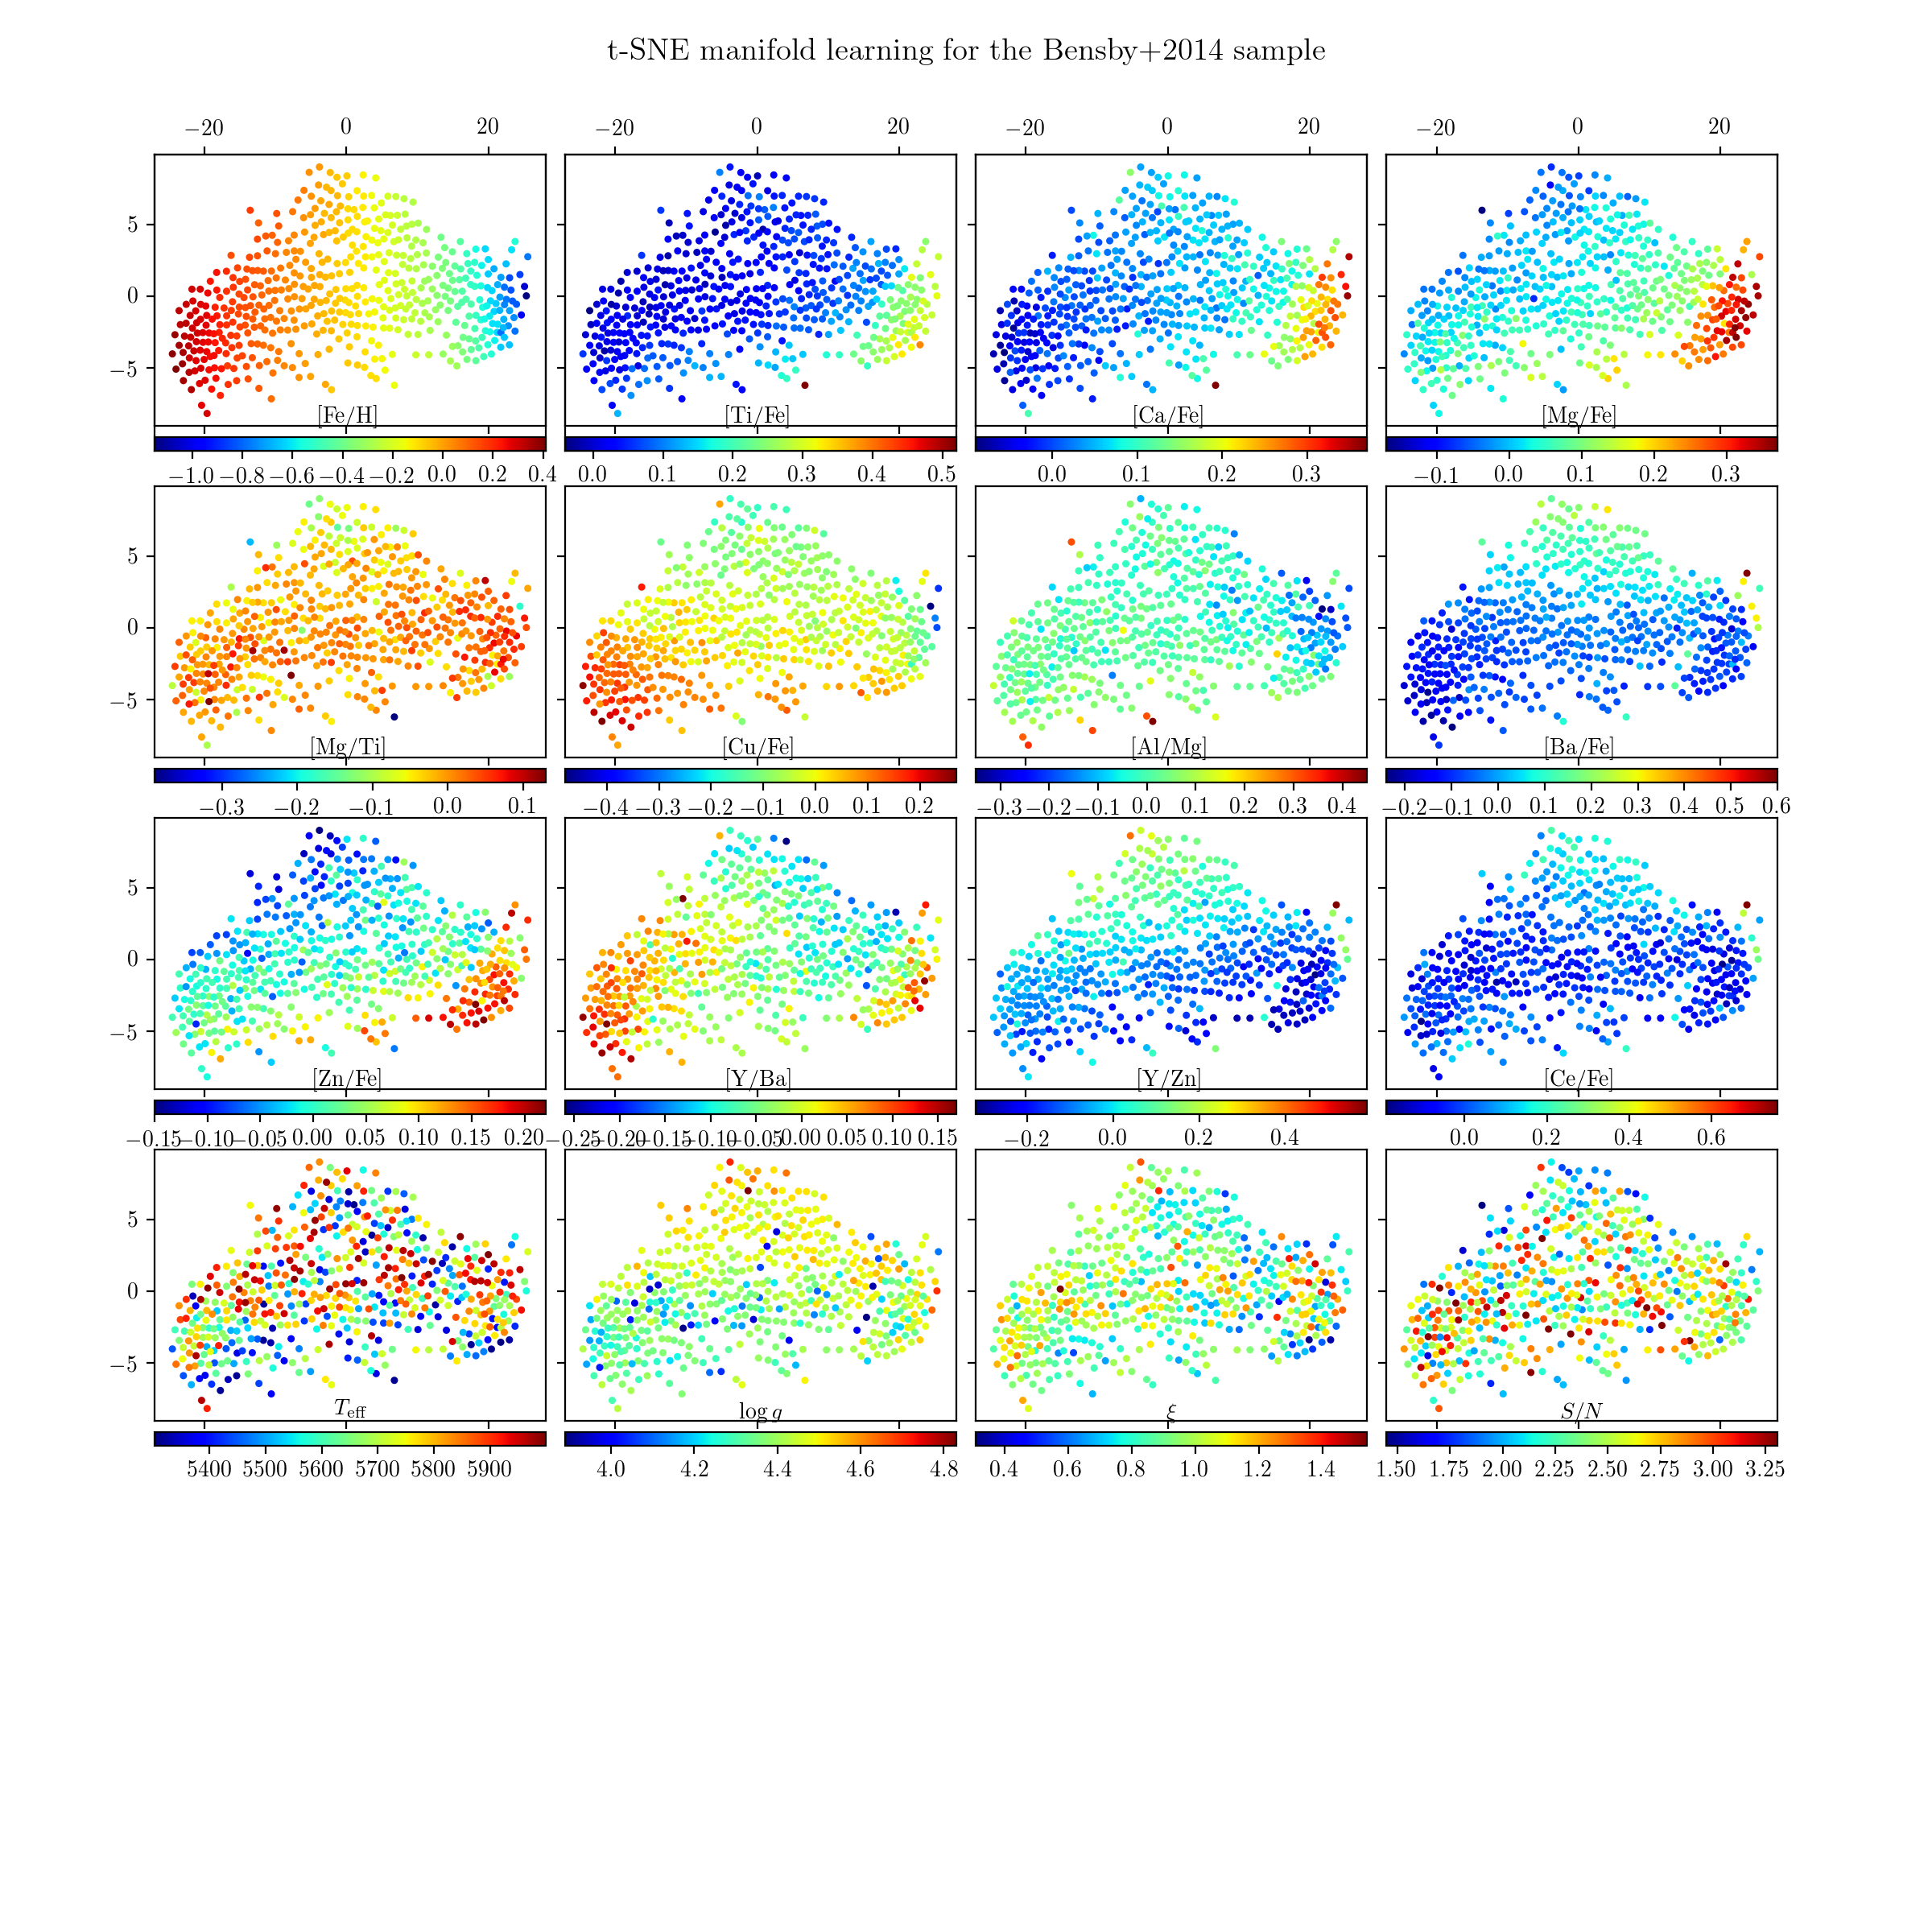 t-SNE manifold learning for the Bensby+2014 sample
−20 0 20 −20 0 20 −20 0 20 −20 0 20
5
0
−5
[Fe/H] [Ti/Fe] [Ca/Fe] [Mg/Fe]
−1.0 −0.8 −0.6 −0.4 −0.2 0.0 0.2 0.4 0.0 0.1 0.2 0.3 0.4 0.5 0.0 0.1 0.2 0.3 −0.1 0.0 0.1 0.2 0.3
5
0
−5
[Mg/Ti] [Cu/Fe] [Al/Mg] [Ba/Fe]
−0.3 −0.2 −0.1 0.0 0.1 −0.4 −0.3 −0.2 −0.1 0.0 0.1 0.2 −0.3 −0.2 −0.1 0.0 0.1 0.2 0.3 0.4 −0.2 −0.1 0.0 0.1 0.2 0.3 0.4 0.5 0.6
5
0
−5
[Zn/Fe] [Y/Ba] [Y/Zn] [Ce/Fe]
−0.15 −0.10 −0.05 0.00 0.05 0.10 0.15 0.20 −0.25 −0.20 −0.15 −0.10 −0.05 0.00 0.05 0.10 0.15 −0.2 0.0 0.2 0.4 0.0 0.2 0.4 0.6
5
0
−5
T_eff log g ξ S/N
5400 5500 5600 5700 5800 5900 4.0 4.2 4.4 4.6 4.8 0.4 0.6 0.8 1.0 1.2 1.4 1.50 1.75 2.00 2.25 2.50 2.75 3.00 3.25